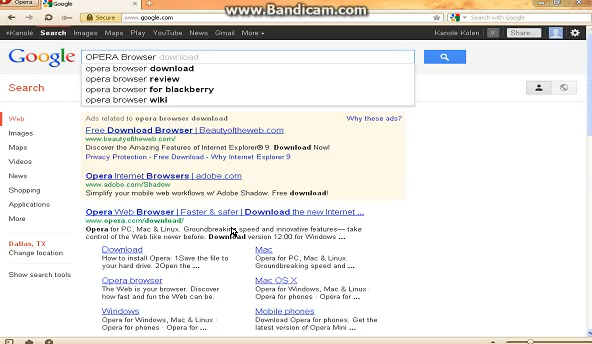 www.Bandicam.com
Opera
Google
Secure
www.google.com
Search with Google
+Kanole Search Images Maps Play YouTube News Gmail More
Kanole Kolen 0 Share...
Google
OPERA Browser download
opera browser download
opera browser review
opera browser for blackberry
opera browser wiki
Search
Web
Images
Maps
Videos
News
Shopping
Applications
More
Dallas, TX
Change location
Show search tools
Ads related to opera browser download
Why these ads?
Free Download Browser | Beautyoftheweb.com
www.beautyoftheweb.com/
Discover the Amazing Features of Internet Explorer® 9. Download Now!
Privacy Protection - Free Download - Why Internet Explorer 9
Opera Internet Browsers | adobe.com
www.adobe.com/Shadow
Simplify your mobile web workflows w/ Adobe Shadow. Free download!
Opera Web Browser | Faster & safer | Download the new Internet ...
www.opera.com/download/
Opera for PC, Mac & Linux. Groundbreaking speed and innovative features— take
control of the Web like never before. Download version 12.00 for Windows ...
Download
How to install Opera: 1Save the file to
your hard drive. 2Open the ...
Mac
Opera for PC, Mac & Linux.
Groundbreaking speed and ...
Opera browser
The Web is your browser. Discover
how fast and fun the Web can be.
Mac OS X
Opera for Windows, Mac & Linux ·
Opera for phones · Opera for ...
Windows
Opera for Windows, Mac & Linux ·
Opera for phones · Opera for ...
Mobile phones
Download Opera for phones. Get the
latest version of Opera Mini ...